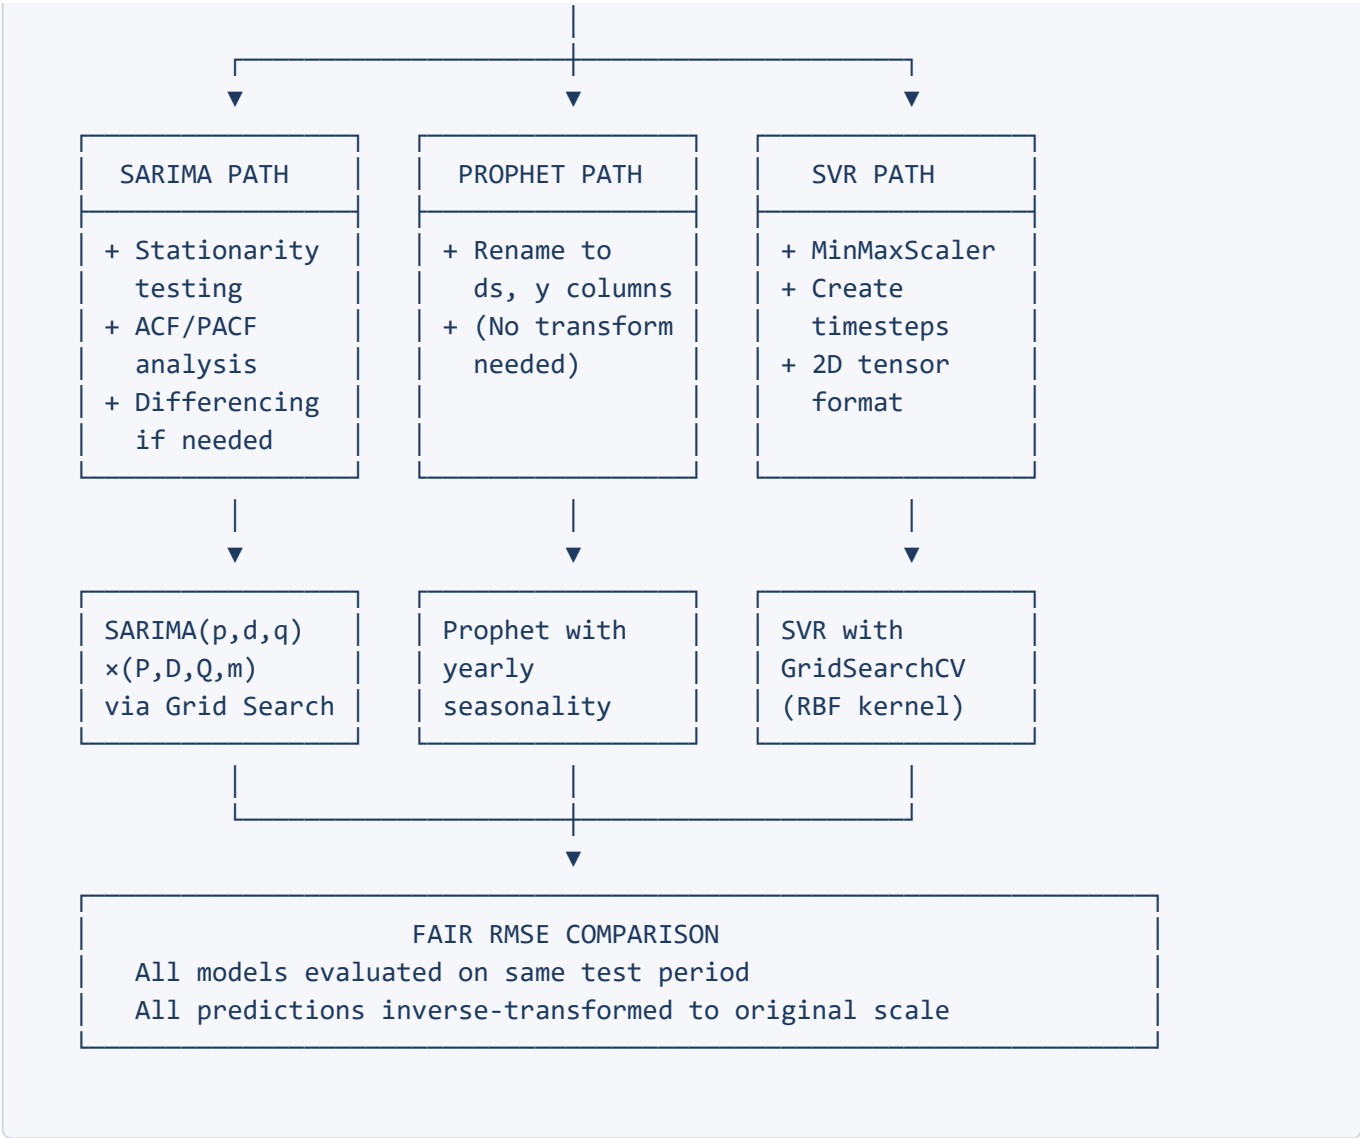 SARIMA PATH
+ Stationarity
testing
+ ACF/PACF
analysis
+ Differencing
if needed
PROPHET PATH
+ Rename to
ds, y columns
+ (No transform
needed)
SVR PATH
+ MinMaxScaler
+ Create
timesteps
+ 2D tensor
format
SARIMA(p,d,q)
×(P,D,Q,m)
via Grid Search
Prophet with
yearly
seasonality
SVR with
GridSearchCV
(RBF kernel)
FAIR RMSE COMPARISON
All models evaluated on same test period
All predictions inverse-transformed to original scale